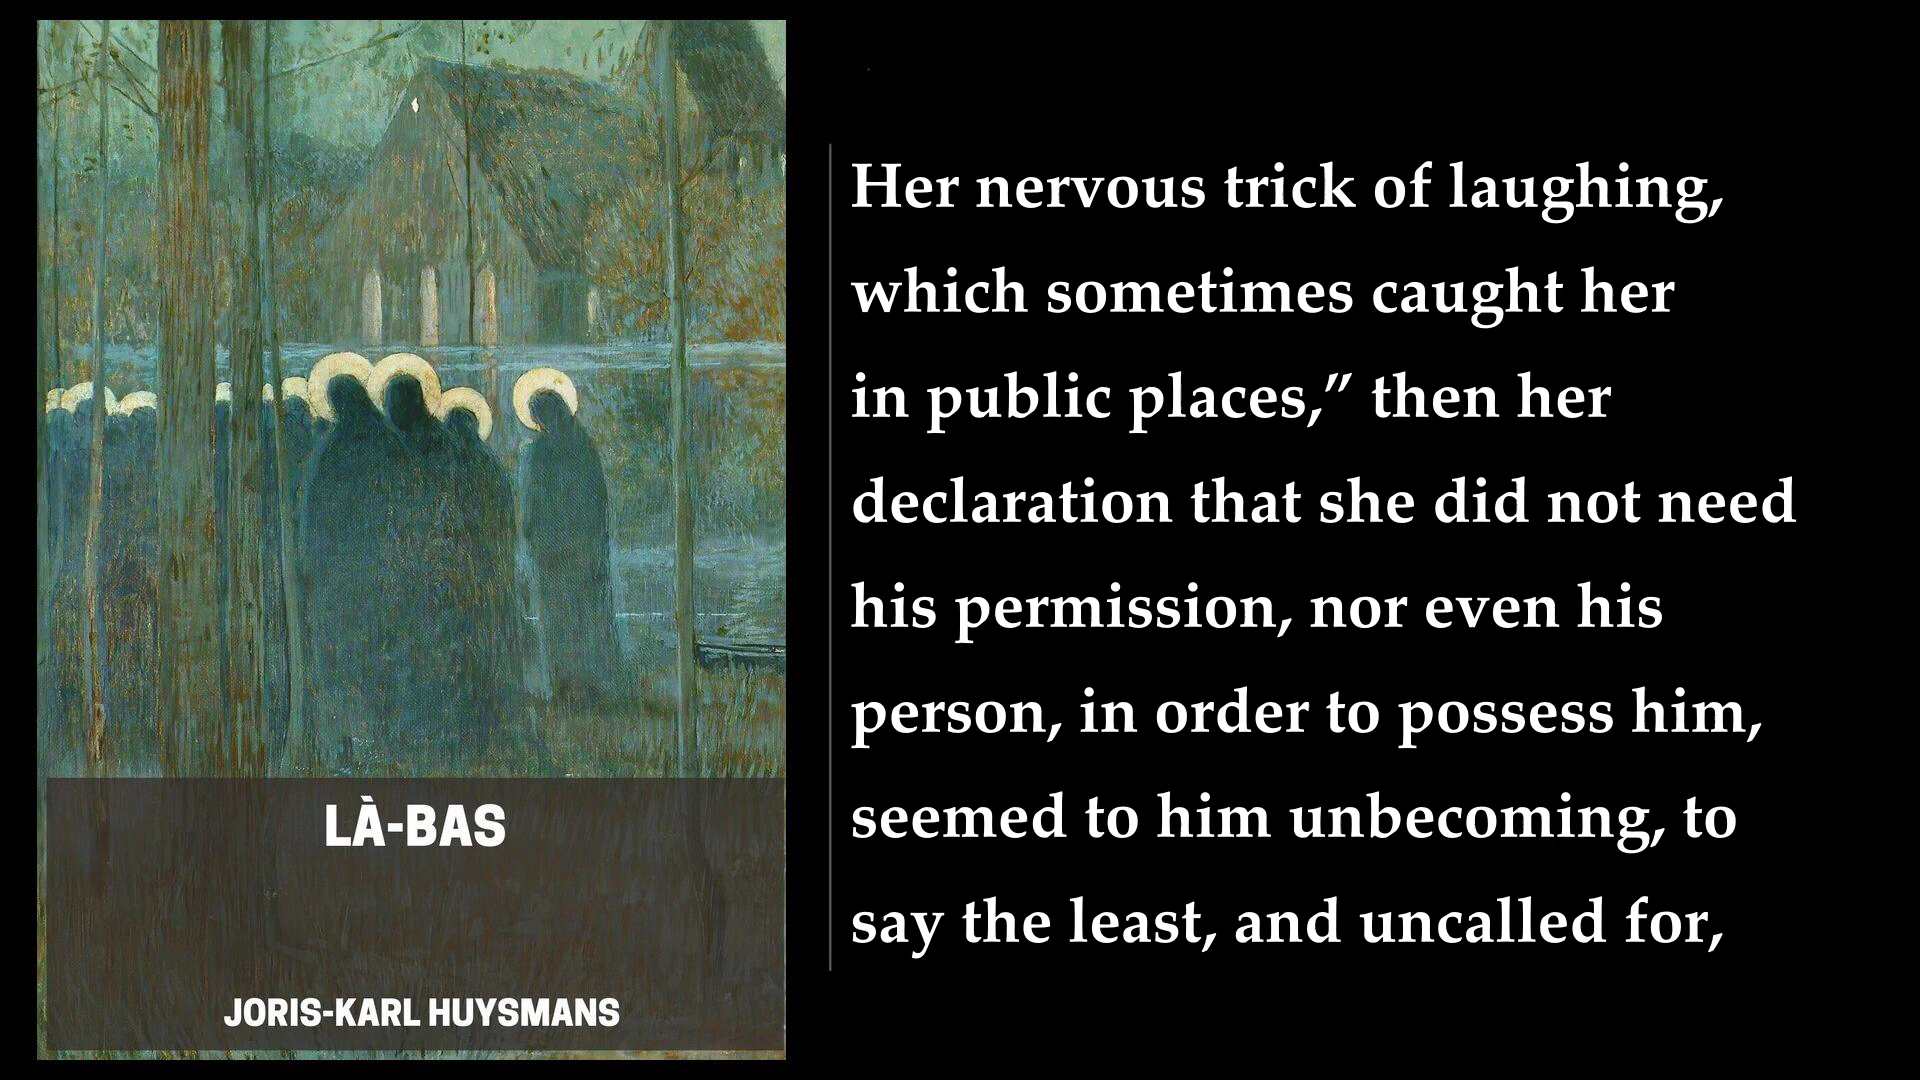 LÀ-BAS
JORIS-KARL HUYSMANS
Her nervous trick of laughing,
which sometimes caught her
in public places,” then her
declaration that she did not need
his permission, nor even his
person, in order to possess him,
seemed to him unbecoming, to
say the least, and uncalled for,